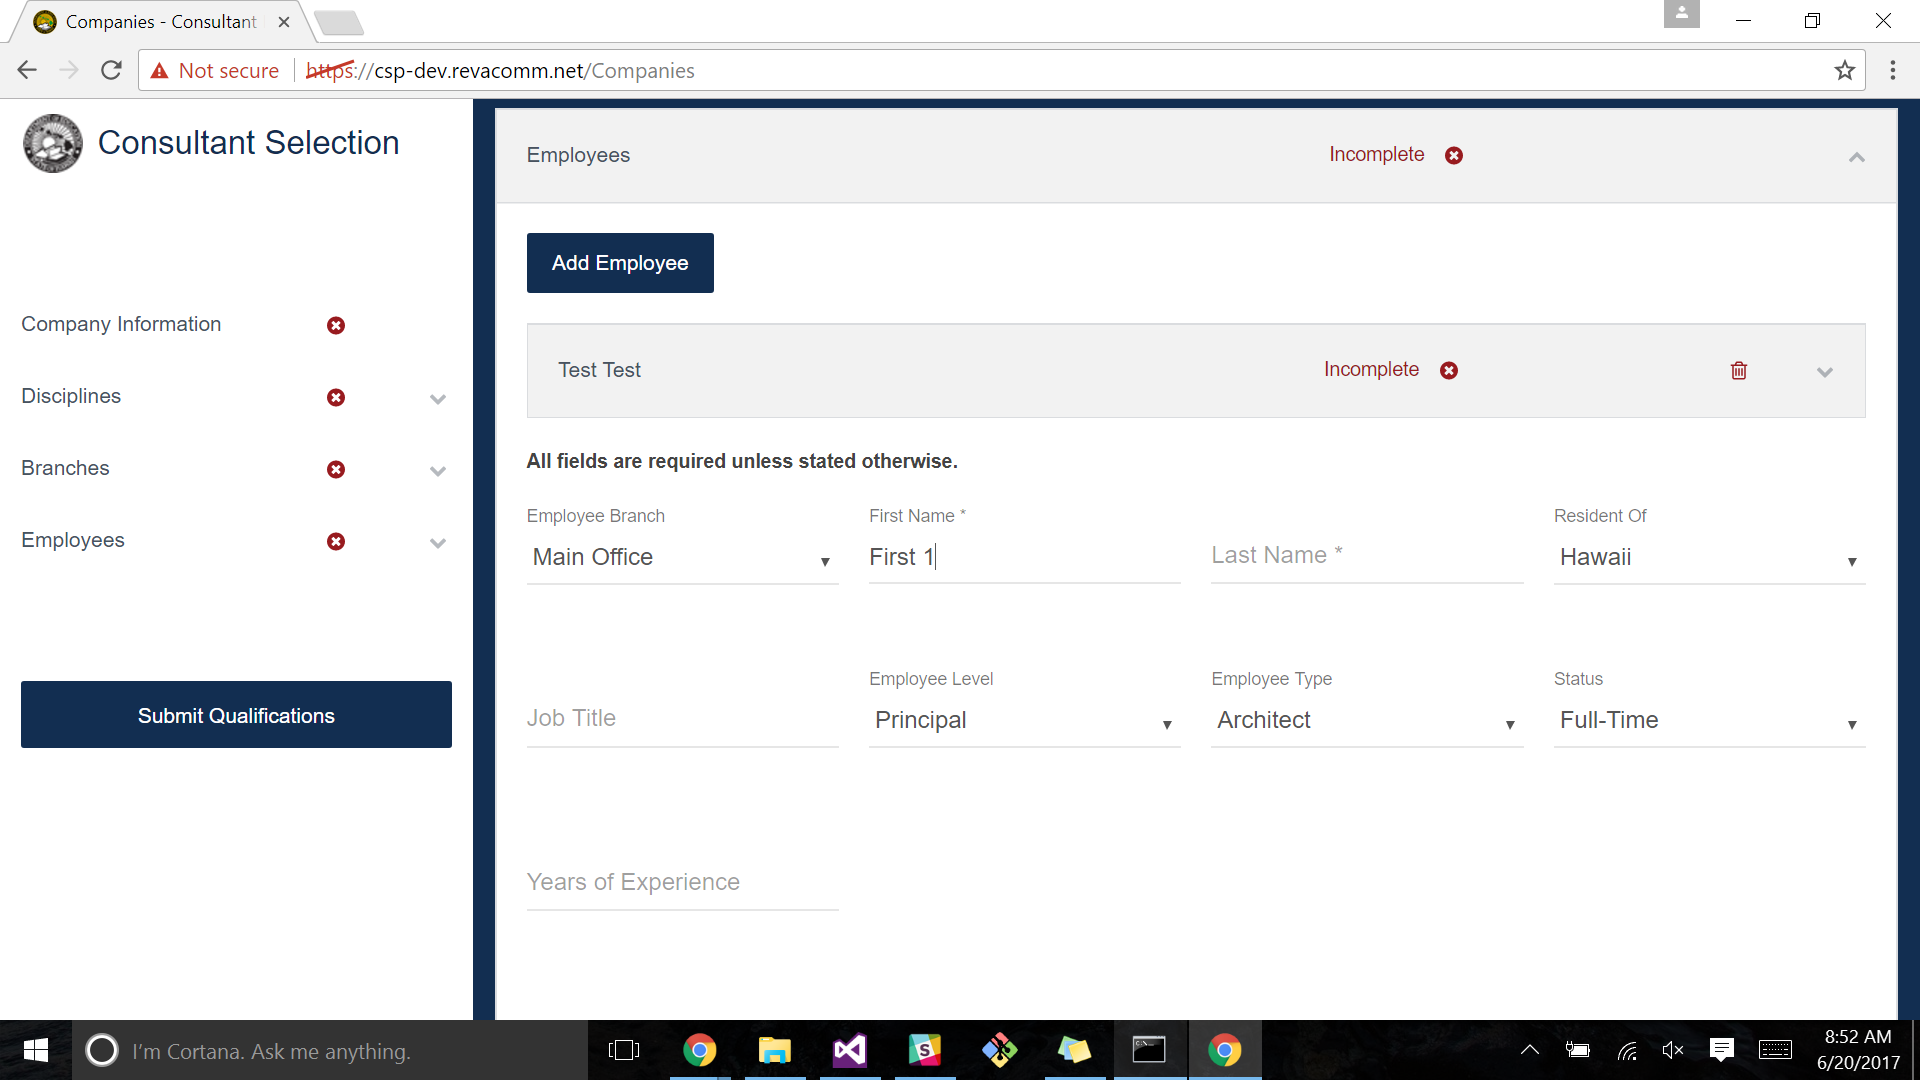 Companies - Consultant
Not secure
https://csp-dev.revacomm.net/Companies
Consultant Selection
Company Information
Disciplines
Branches
Employees
Submit Qualifications
Employees
Incomplete
Add Employee
Test Test
Incomplete
All fields are required unless stated otherwise.
Employee Branch
Main Office
First Name *
First 1
Last Name *
Resident Of
Hawaii
Job Title
Employee Level
Principal
Employee Type
Architect
Status
Full-Time
Years of Experience
I'm Cortana. Ask me anything.
8:52 AM
6/20/2017